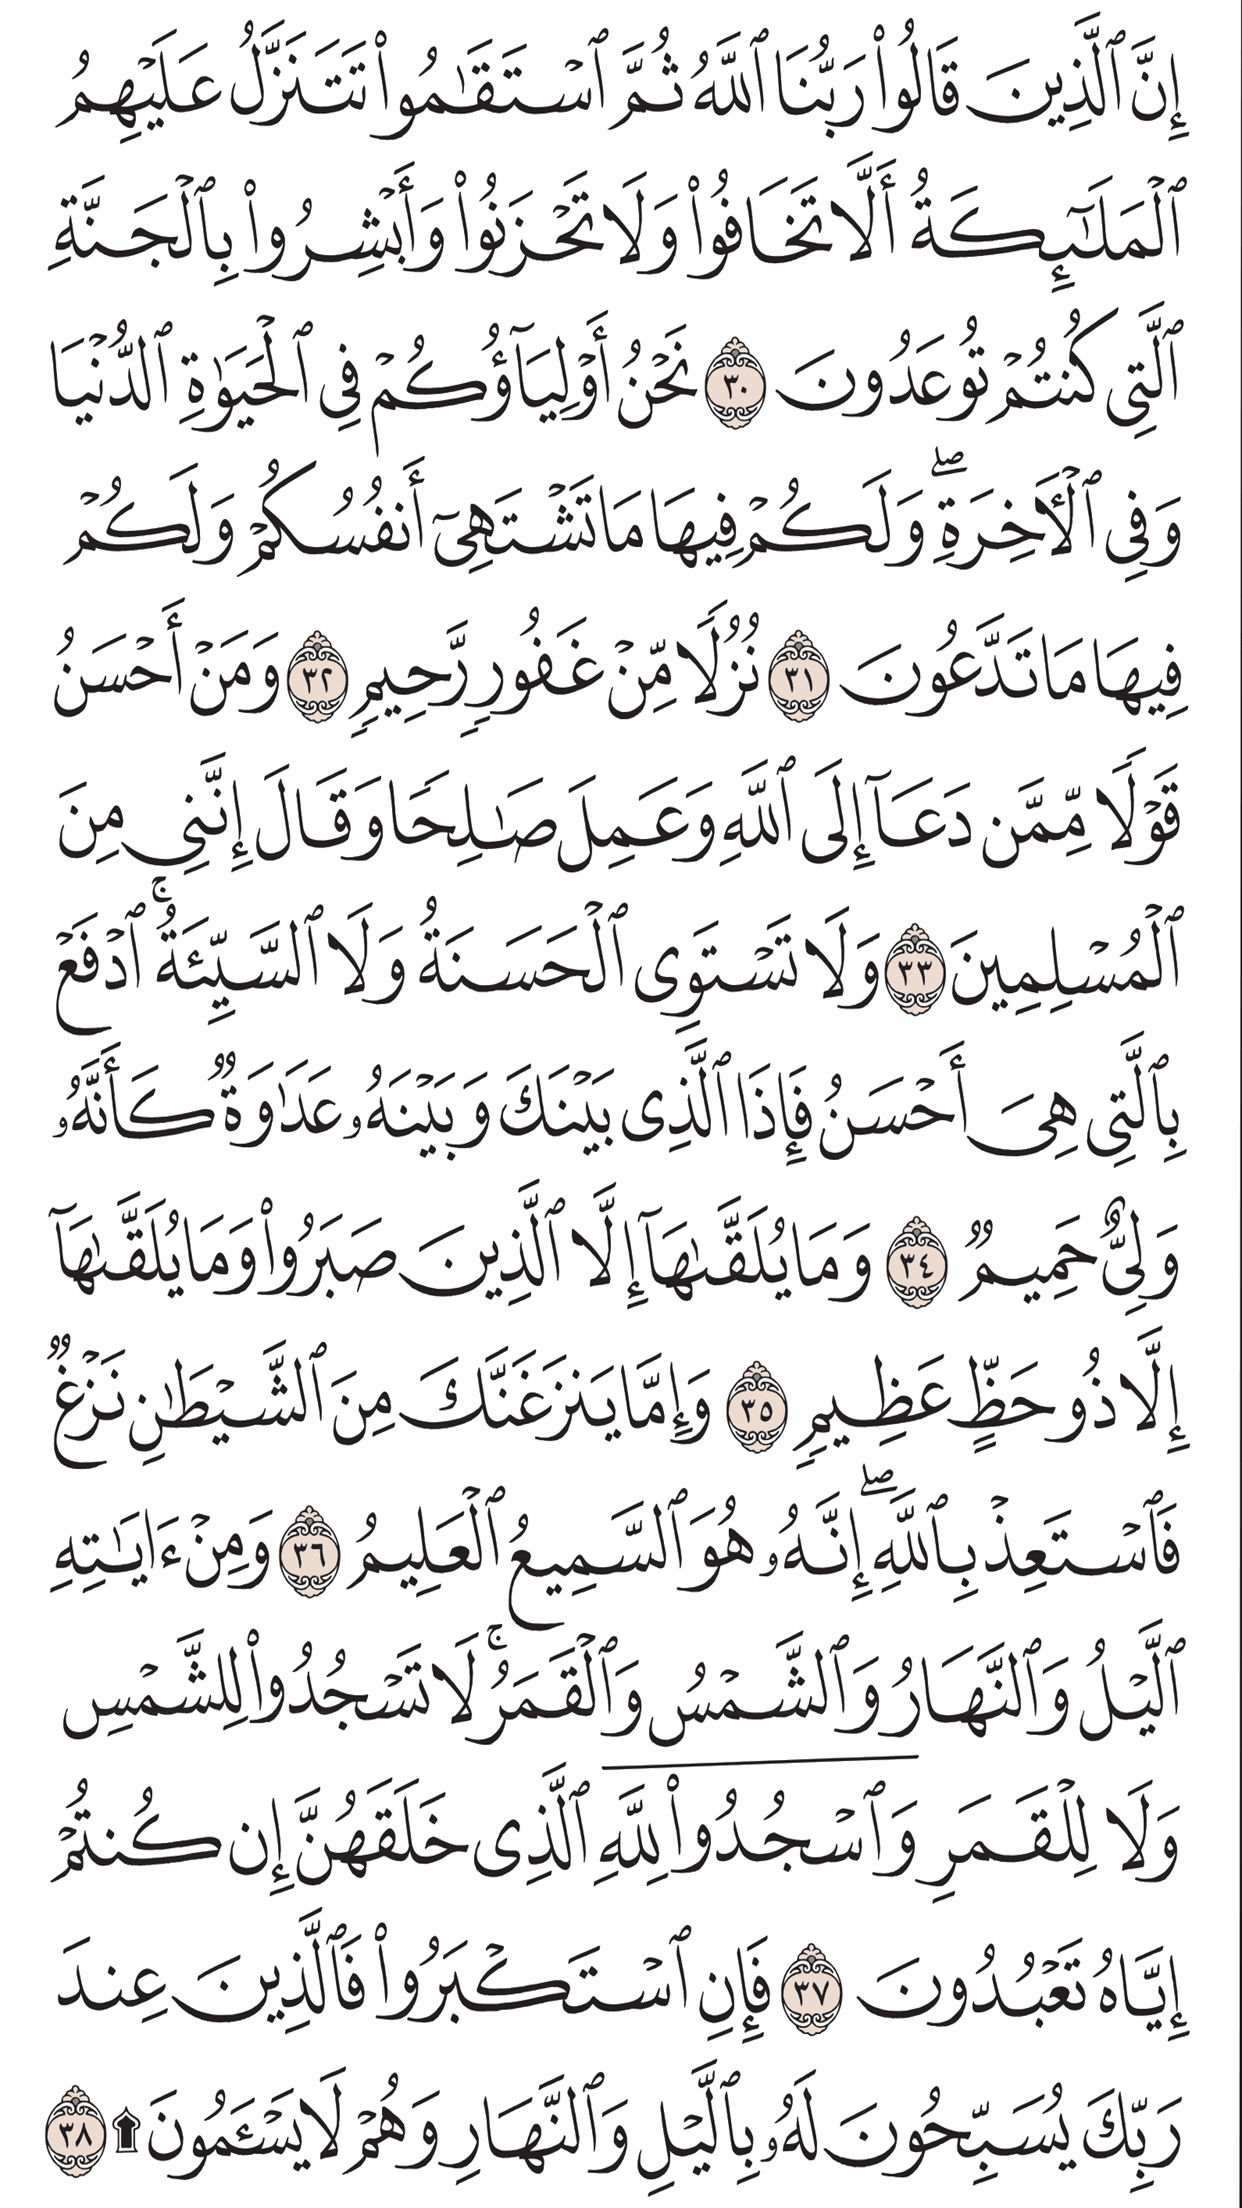 إِنَّ ٱلَّذِينَ قَالُوا۟ رَبُّنَا ٱللَّهُ ثُمَّ ٱسْتَقَٰمُوا۟ تَتَنَزَّلُ عَلَيْهِمُ
ٱلْمَلَٰٓئِكَةُ أَلَّا تَخَافُوا۟ وَلَا تَحْزَنُوا۟ وَأَبْشِرُوا۟ بِٱلْجَنَّةِ
ٱلَّتِى كُنتُمْ تُوعَدُونَ ٣٠ نَحْنُ أَوْلِيَآؤُكُمْ فِى ٱلْحَيَوٰةِ ٱلدُّنْيَا
وَفِى ٱلْءَاخِرَةِ ۖ وَلَكُمْ فِيهَا مَا تَشْتَهِىٓ أَنفُسُكُمْ وَلَكُمْ
فِيهَا مَا تَدَّعُونَ ٣١ نُزُلًا مِّنْ غَفُورٍ رَّحِيمٍ ٣٢ وَمَنْ أَحْسَنُ
قَوْلًا مِّمَّن دَعَآ إِلَى ٱللَّهِ وَعَمِلَ صَٰلِحًا وَقَالَ إِنَّنِى مِنَ
ٱلْمُسْلِمِينَ ٣٣ وَلَا تَسْتَوِى ٱلْحَسَنَةُ وَلَا ٱلسَّيِّئَةُ ۚ ٱدْفَعْ
بِٱلَّتِى هِىَ أَحْسَنُ فَإِذَا ٱلَّذِى بَيْنَكَ وَبَيْنَهُۥ عَدَٰوَةٌ كَأَنَّهُۥ
وَلِىٌّ حَمِيمٌ ٣٤ وَمَا يُلَقَّىٰهَآ إِلَّا ٱلَّذِينَ صَبَرُوا۟ وَمَا يُلَقَّىٰهَآ
إِلَّا ذُو حَظٍّ عَظِيمٍ ٣٥ وَإِمَّا يَنزَغَنَّكَ مِنَ ٱلشَّيْطَٰنِ نَزْغٌ
فَٱسْتَعِذْ بِٱللَّهِ ۖ إِنَّهُۥ هُوَ ٱلسَّمِيعُ ٱلْعَلِيمُ ٣٦ وَمِنْ ءَايَٰتِهِ
ٱلَّيْلُ وَٱلنَّهَارُ وَٱلشَّمْسُ وَٱلْقَمَرُ ۚ لَا تَسْجُدُوا۟ لِلشَّمْسِ
وَلَا لِلْقَمَرِ وَٱسْجُدُوا۟ لِلَّهِ ٱلَّذِى خَلَقَهُنَّ إِن كُنتُمْ
إِيَّاهُ تَعْبُدُونَ ٣٧ فَإِنِ ٱسْتَكْبَرُوا۟ فَٱلَّذِينَ عِندَ
رَبِّكَ يُسَبِّحُونَ لَهُۥ بِٱلَّيْلِ وَٱلنَّهَارِ وَهُمْ لَا يَسْـَٔمُونَ ۩ ٣٨